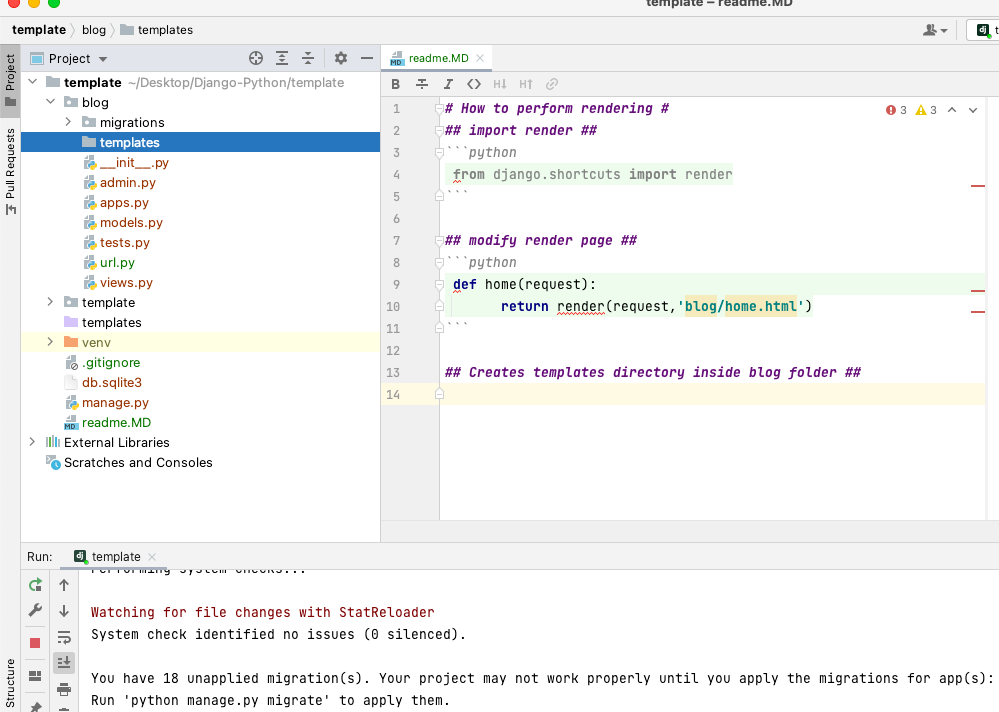 template – readme.MD
template blog templates
Project
template ~/Desktop/Django-Python/template
blog
migrations
templates
__init__.py
admin.py
apps.py
models.py
tests.py
url.py
views.py
template
templates
venv
.gitignore
db.sqlite3
manage.py
readme.MD
External Libraries
Scratches and Consoles
Project
Pull Requests
Structure
readme.MD
B I <> H↓ H↑
3 3
1 # How to perform rendering #
2 ## import render ##
3 ```python
4 from django.shortcuts import render
5 ```
6
7 ## modify render page ##
8 ```python
9 def home(request):
10 return render(request,'blog/home.html')
11 ```
12
13 ## Creates templates directory inside blog folder ##
14
Run: template
Performing system checks...
Watching for file changes with StatReloader
System check identified no issues (0 silenced).
You have 18 unapplied migration(s). Your project may not work properly until you apply the migrations for app(s):
Run 'python manage.py migrate' to apply them.